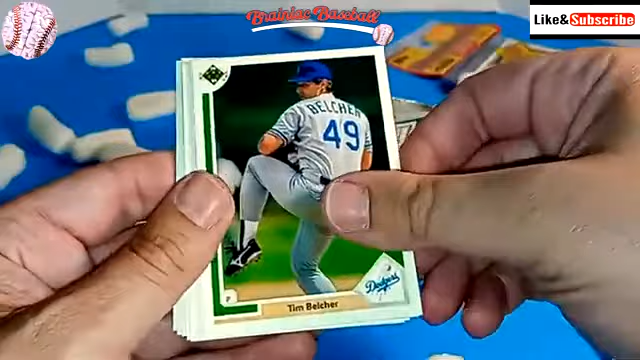 Brainiac Baseball
Like&Subscribe
BELCHER
49
P
Tim Belcher
Dodgers